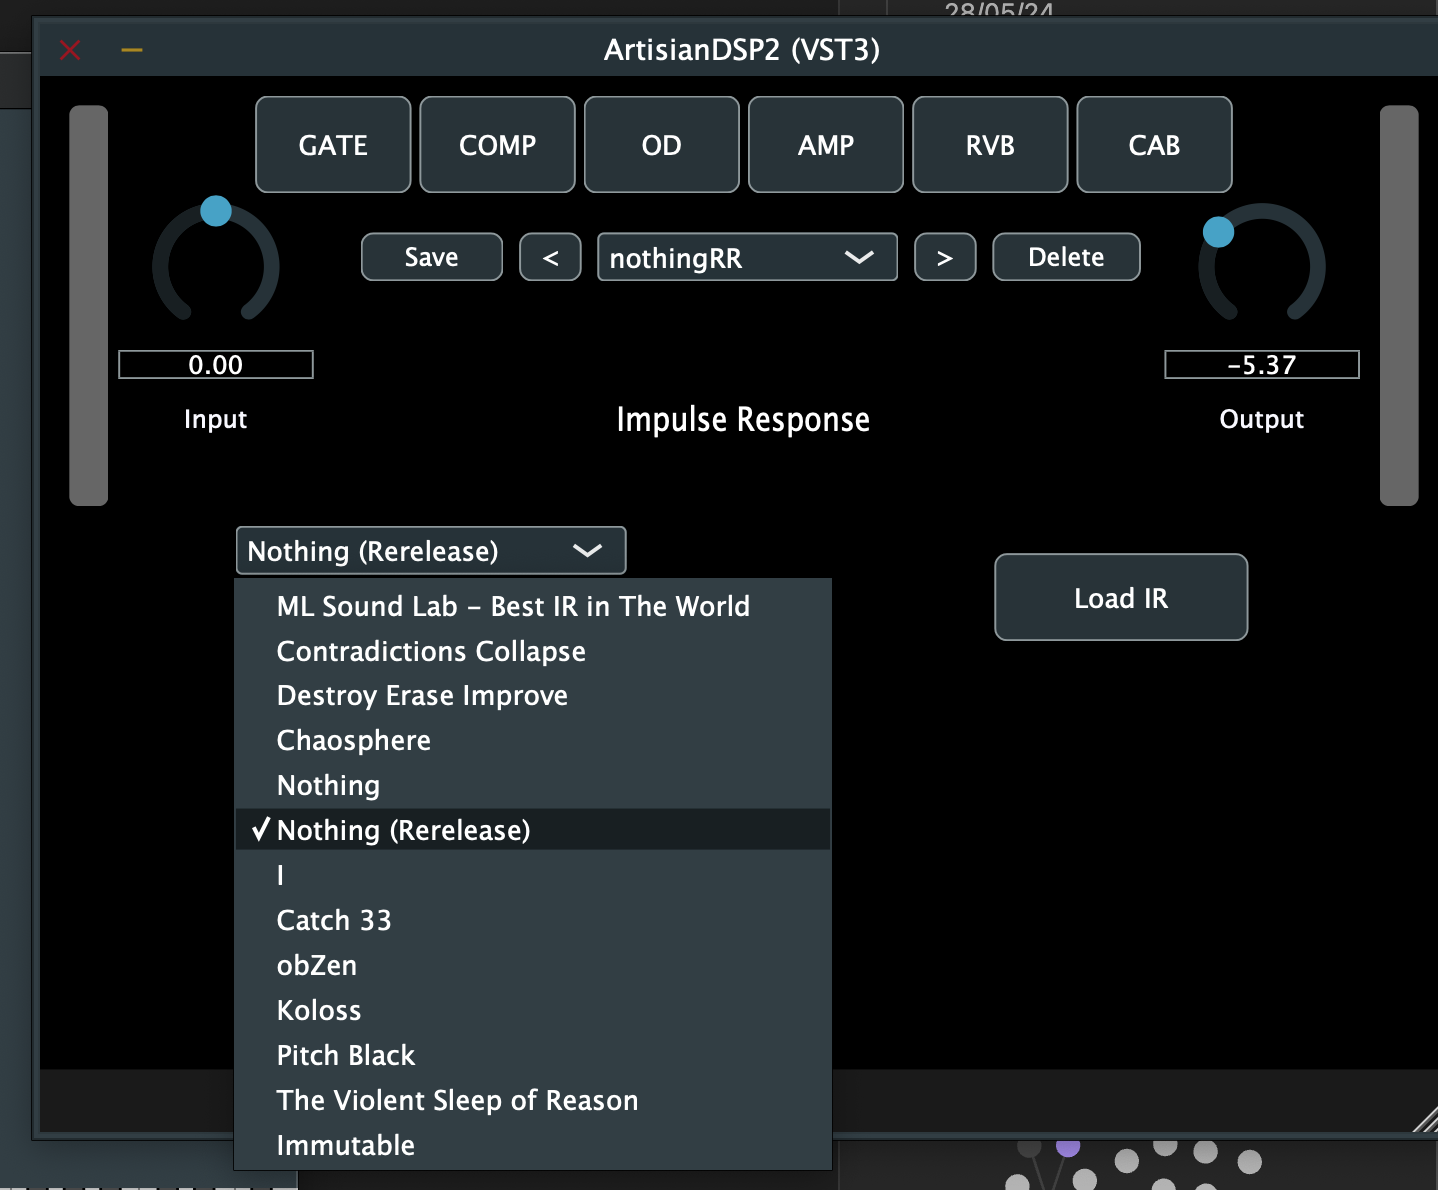 28/05/24
ArtisianDSP2 (VST3)
GATE
COMP
OD
AMP
RVB
CAB
Save
<
nothingRR
>
Delete
0.00
-5.37
Input
Impulse Response
Output
Nothing (Rerelease)
Load IR
ML Sound Lab - Best IR in The World
Contradictions Collapse
Destroy Erase Improve
Chaosphere
Nothing
✓ Nothing (Rerelease)
I
Catch 33
obZen
Koloss
Pitch Black
The Violent Sleep of Reason
Immutable